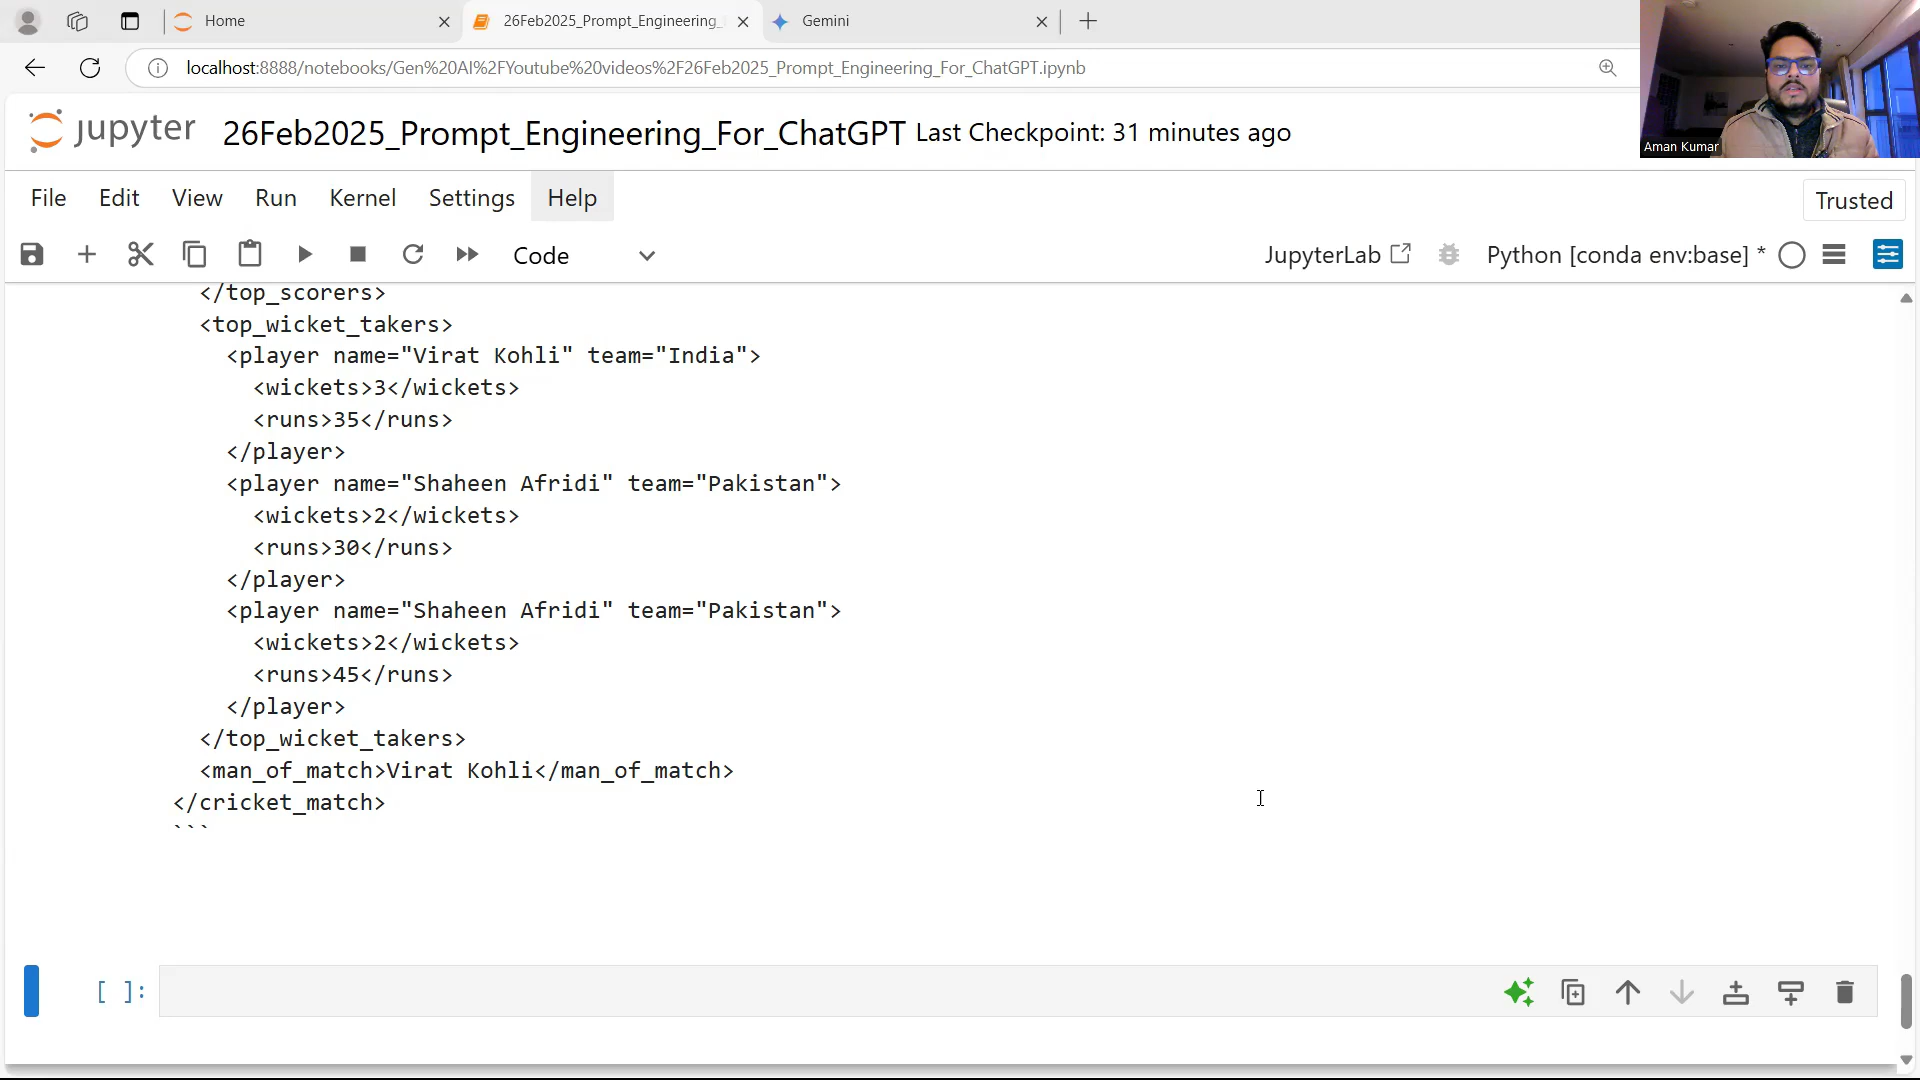 Home
26Feb2025_Prompt_Engineering_
Gemini
localhost:8888/notebooks/Gen%20AI%2FYoutube%20videos%2F26Feb2025_Prompt_Engineering_For_ChatGPT.ipynb
Aman Kumar
jupyter 26Feb2025_Prompt_Engineering_For_ChatGPT Last Checkpoint: 31 minutes ago
File Edit View Run Kernel Settings Help Trusted
Code JupyterLab Python [conda env:base] *
</top_scorers>
<top_wicket_takers>
<player name="Virat Kohli" team="India">
<wickets>3</wickets>
<runs>35</runs>
</player>
<player name="Shaheen Afridi" team="Pakistan">
<wickets>2</wickets>
<runs>30</runs>
</player>
<player name="Shaheen Afridi" team="Pakistan">
<wickets>2</wickets>
<runs>45</runs>
</player>
</top_wicket_takers>
<man_of_match>Virat Kohli</man_of_match>
</cricket_match>
```
[ ]: